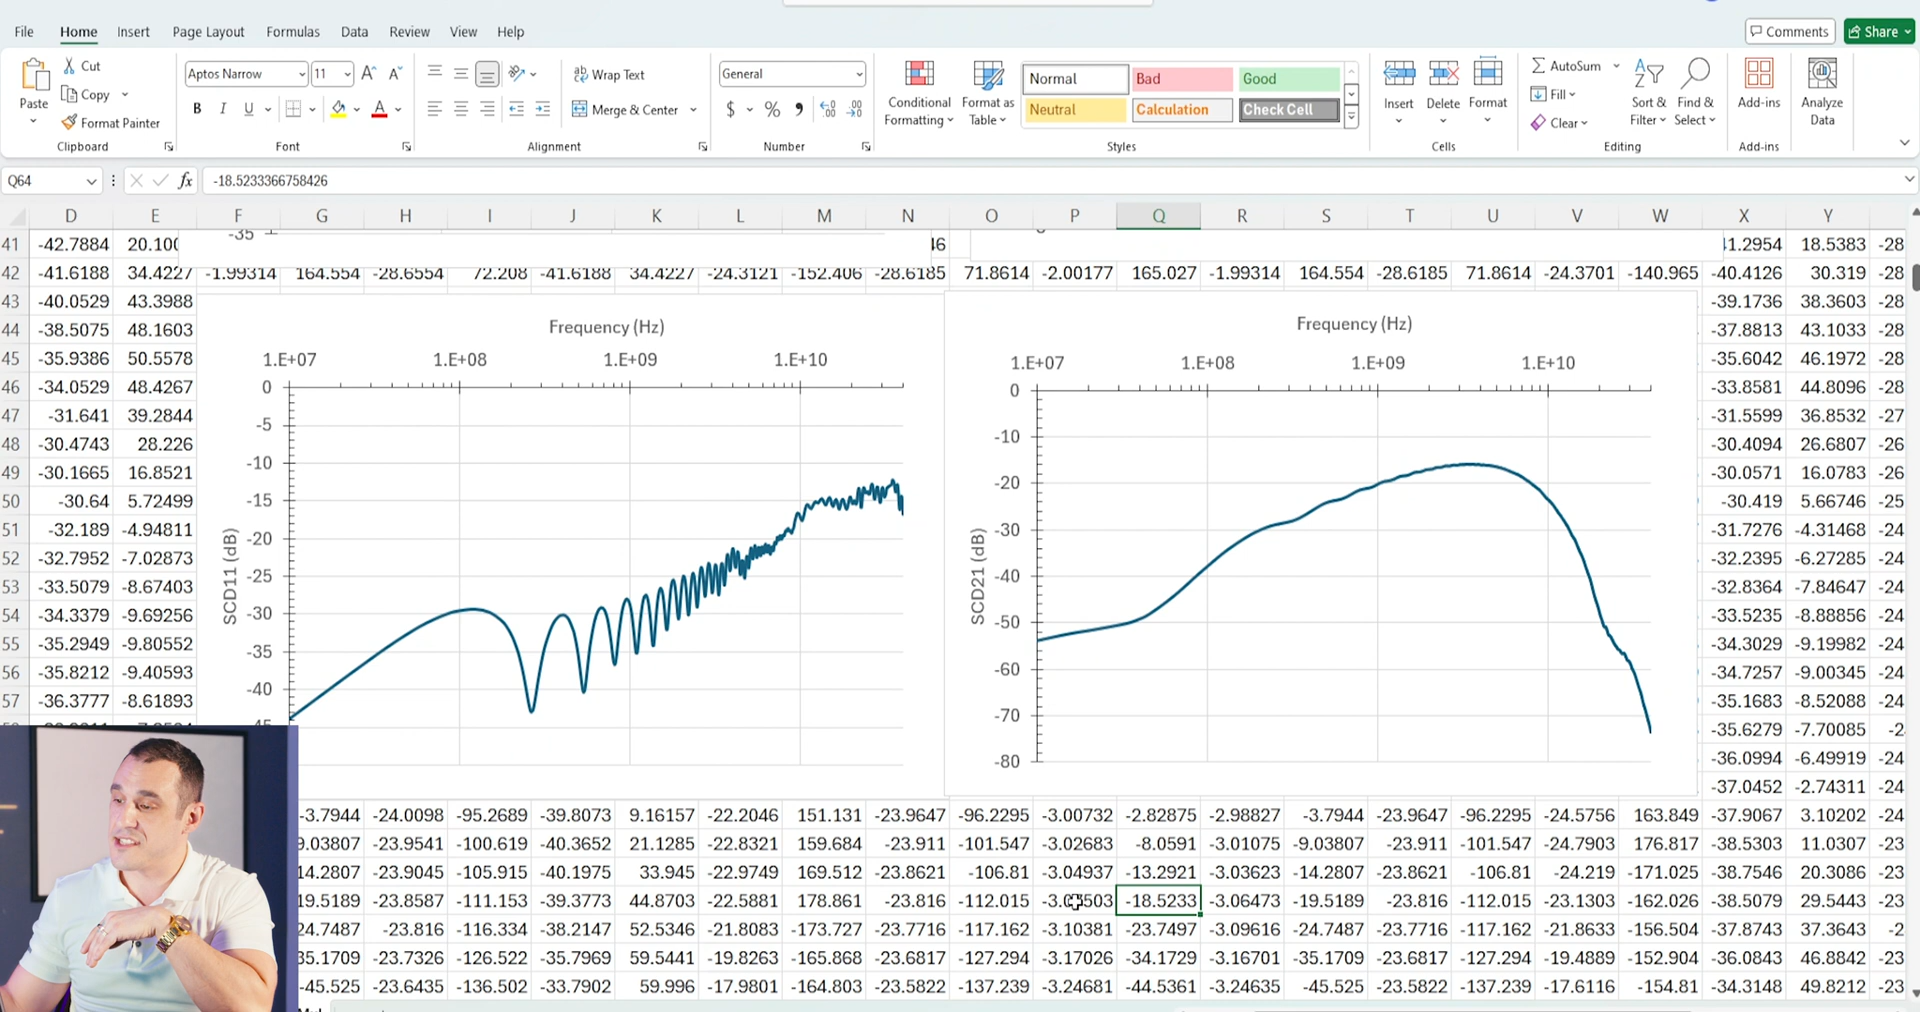 File Home Insert Page Layout Formulas Data Review View Help Comments Share
Cut
Copy
Format Painter
Paste
Clipboard
Aptos Narrow 11
B I U
Font
Wrap Text
Merge & Center
Alignment
General
$ % 9
Number
Conditional Formatting
Format as Table
Normal Bad Good
Neutral Calculation Check Cell
Styles
Insert Delete Format
Cells
AutoSum
Fill
Clear
Sort & Filter
Find & Select
Editing
Add-ins
Add-ins
Analyze Data
Q64 fx -18.5233366758426
D E F G H I J K L M N O P Q R S T U V W X Y
41 -42.7884 -35 18.5383 -28
42 -41.6188 34.4227 -1.99314 164.554 -28.6554 72.208 -41.6188 34.4227 -24.3121 -152.406 -28.6185 71.8614 -2.00177 165.027 -1.99314 164.554 -28.6185 71.8614 -24.3701 -140.965 -40.4126 30.319 -28
43 -40.0529 43.3988 -39.1736 38.3603 -28
44 -38.5075 48.1603 -37.8813 43.1033 -28
45 -35.9386 50.5578 -35.6042 46.1972 -28
46 -34.0529 48.4267 -33.8581 44.8096 -28
47 -31.641 39.2844 -31.5599 36.8532 -27
48 -30.4743 28.226 -30.4094 26.6807 -26
49 -30.1665 16.8521 -30.0571 16.0783 -26
50 -30.64 5.72499 -30.419 5.66746 -25
51 -32.189 -4.94811 -31.7276 -4.31468 -24
52 -32.7952 -7.02873 -32.2395 -6.27285 -24
53 -33.5079 -8.67403 -32.8364 -7.84647 -24
54 -34.3379 -9.69256 -33.5235 -8.88856 -24
55 -35.2949 -9.80552 -34.3029 -9.19982 -24
56 -35.8212 -9.40593 -34.7257 -9.00345 -24
57 -36.3777 -8.61893 -35.1683 -8.52088 -24
-35.6279 -7.70085 -2
-36.0994 -6.49919 -24
-37.0452 -2.74311 -24
Frequency (Hz)
1.E+07 1.E+08 1.E+09 1.E+10
0
-5
-10
-15
-20
-25
-30
-35
-40
SCD11 (dB)
Frequency (Hz)
1.E+07 1.E+08 1.E+09 1.E+10
0
-10
-20
-30
-40
-50
-60
-70
-80
SCD21 (dB)
-3.7944 -24.0098 -95.2689 -39.8073 9.16157 -22.2046 151.131 -23.9647 -96.2295 -3.00732 -2.82875 -2.98827 -3.7944 -23.9647 -96.2295 -24.5756 163.849 -37.9067 3.10202 -24
9.03807 -23.9541 -100.619 -40.3652 21.1285 -22.8321 159.684 -23.911 -101.547 -3.02683 -8.0591 -3.01075 -9.03807 -23.911 -101.547 -24.7903 176.817 -38.5303 11.0307 -23
14.2807 -23.9045 -105.915 -40.1975 33.945 -22.9749 169.512 -23.8621 -106.81 -3.04937 -13.2921 -3.03623 -14.2807 -23.8621 -106.81 -24.219 -171.025 -38.7546 20.3086 -23
19.5189 -23.8587 -111.153 -39.3773 44.8703 -22.5881 178.861 -23.816 -112.015 -18.5233 -3.06473 -19.5189 -23.816 -112.015 -23.1303 -162.026 -38.5079 29.5443 -23
24.7487 -23.816 -116.334 -38.2147 52.5346 -21.8083 -173.727 -23.7716 -117.162 -3.10381 -23.7497 -3.09616 -24.7487 -23.7716 -117.162 -21.8633 -156.504 -37.8743 37.3643 -2
35.1709 -23.7326 -126.522 -35.7969 59.5441 -19.8263 -165.868 -23.6817 -127.294 -3.17026 -34.1729 -3.16701 -35.1709 -23.6817 -127.294 -19.4889 -152.904 -36.0843 46.8842 -23
-45.525 -23.6435 -136.502 -33.7902 59.996 -17.9801 -164.803 -23.5822 -137.239 -3.24681 -44.5361 -3.24635 -45.525 -23.5822 -137.239 -17.6116 -154.81 -34.3148 49.8212 -23